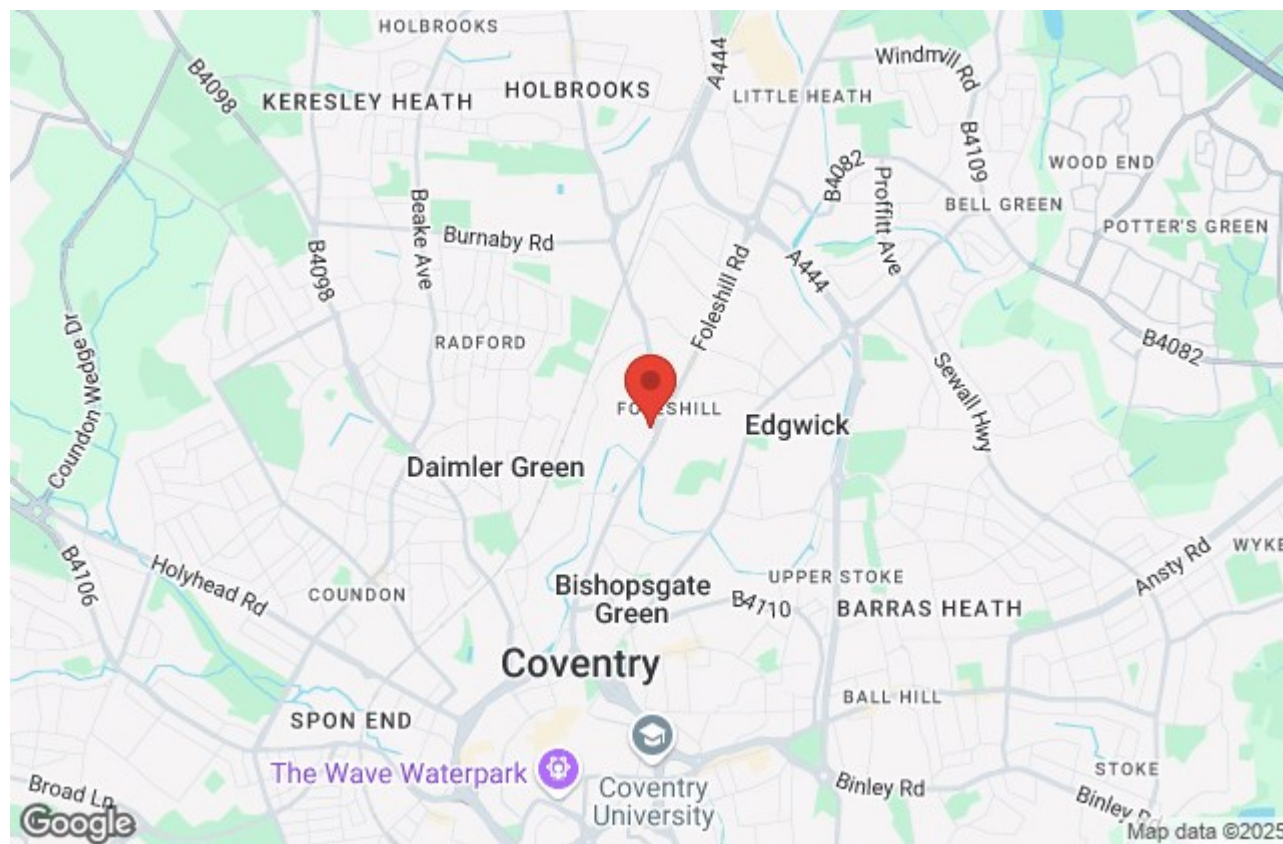 HOLBROOKS
B4098
KERESLEY HEATH
HOLBROOKS
A444
LITTLE HEATH
Windmill Rd
B4109
B4082
Proffitt Ave
WOOD END
BELL GREEN
POTTER'S GREEN
Beake Ave
Burnaby Rd
B4098
Foleshill Rd
A444
B4082
Coundon Wedge Dr
RADFORD
Sewall Hwy
FOLESHILL
Edgwick
Daimler Green
B4106
Holyhead Rd
COUNDON
Bishopsgate
Green
UPPER STOKE
B4110
BARRAS HEATH
Ansty Rd
WYKE
Coventry
BALL HILL
SPON END
The Wave Waterpark
Coventry
University
Binley Rd
STOKE
Binley Rd
Broad Ln
Google
Map data ©2025